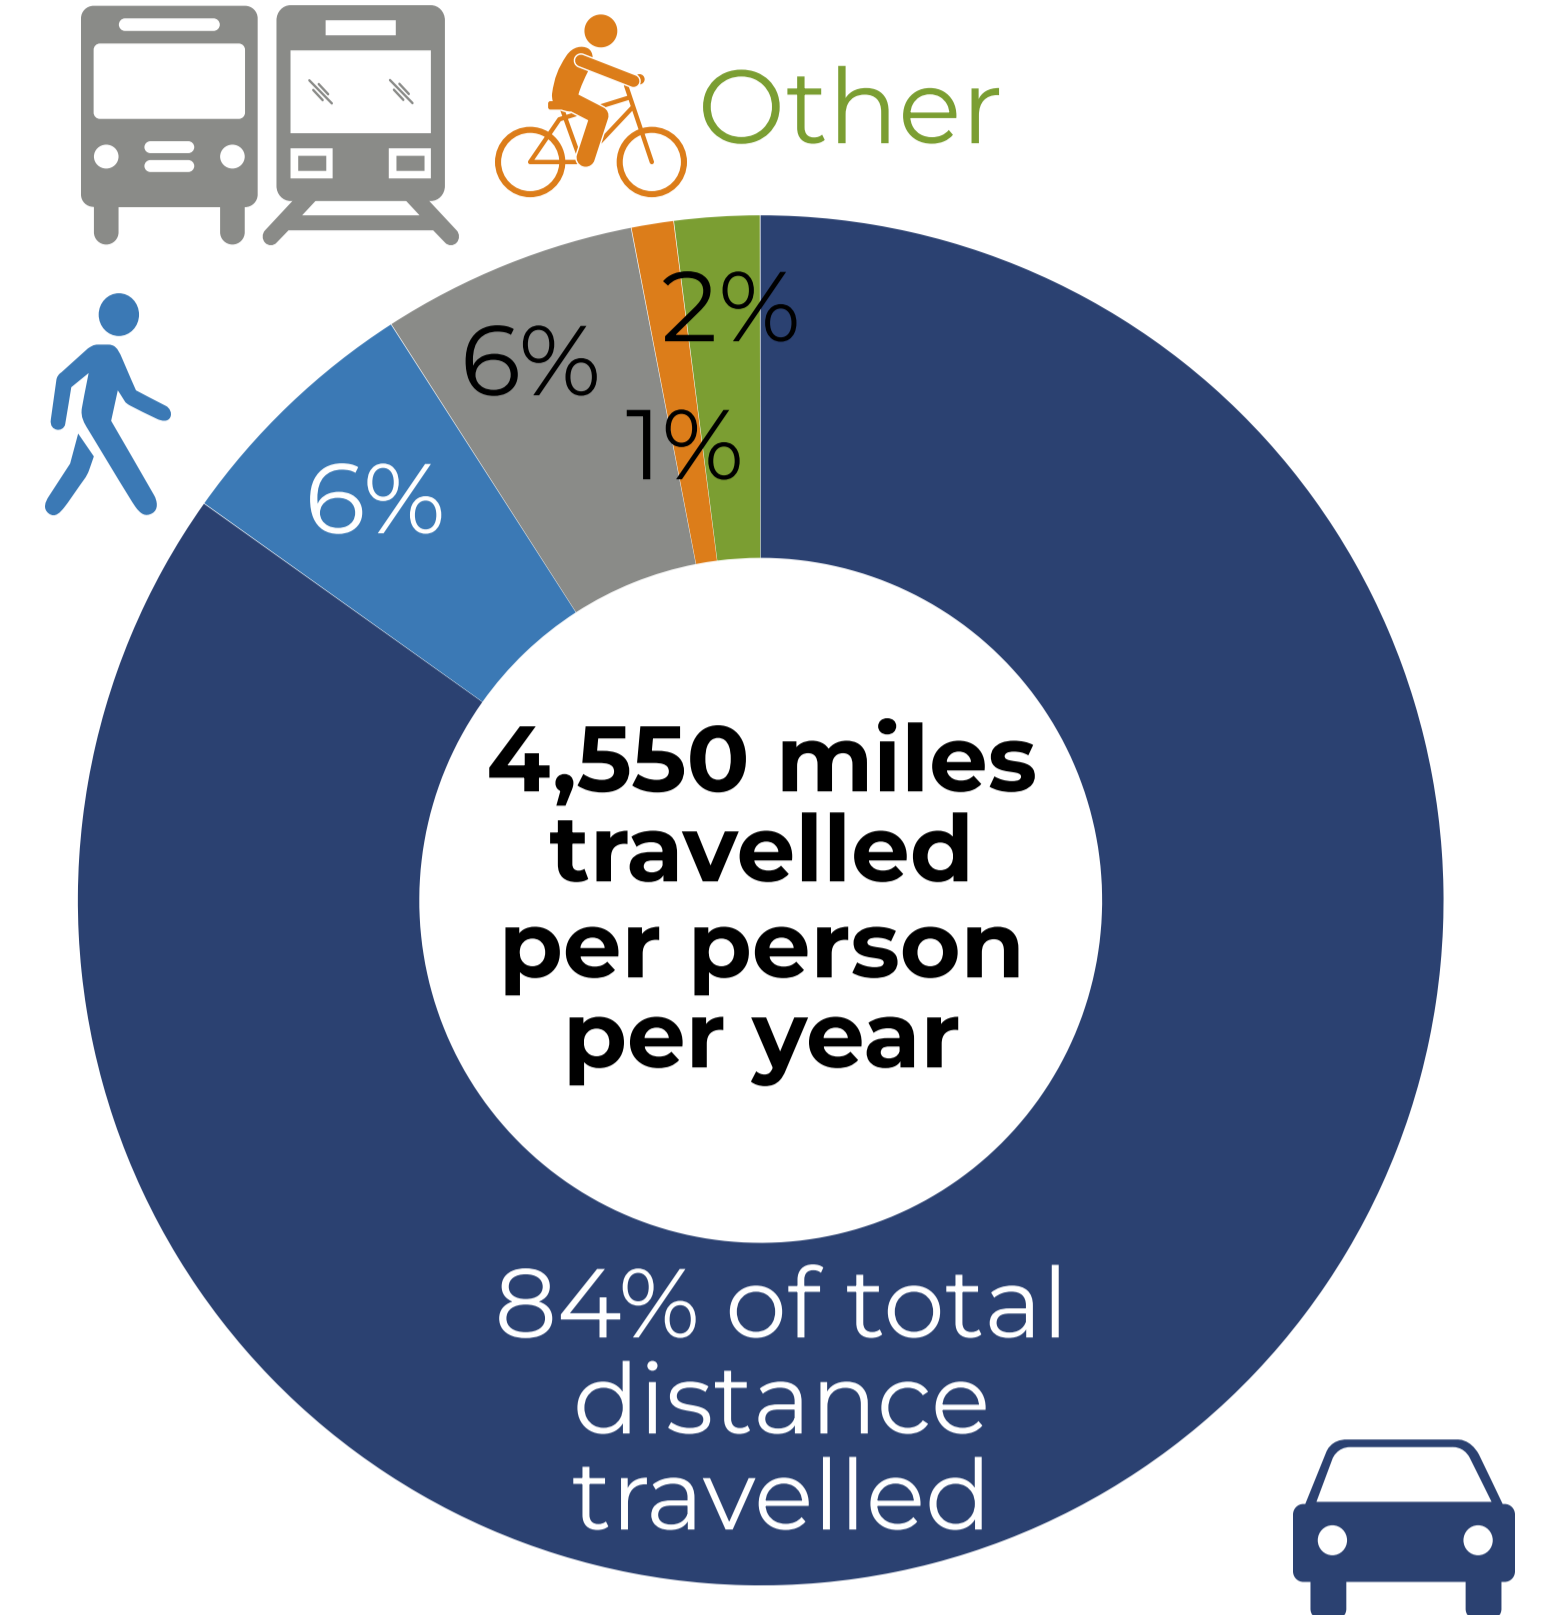 Other
2%
6%
1%
6%
4,550 miles
travelled
per person
per year
84% of total
distance
travelled